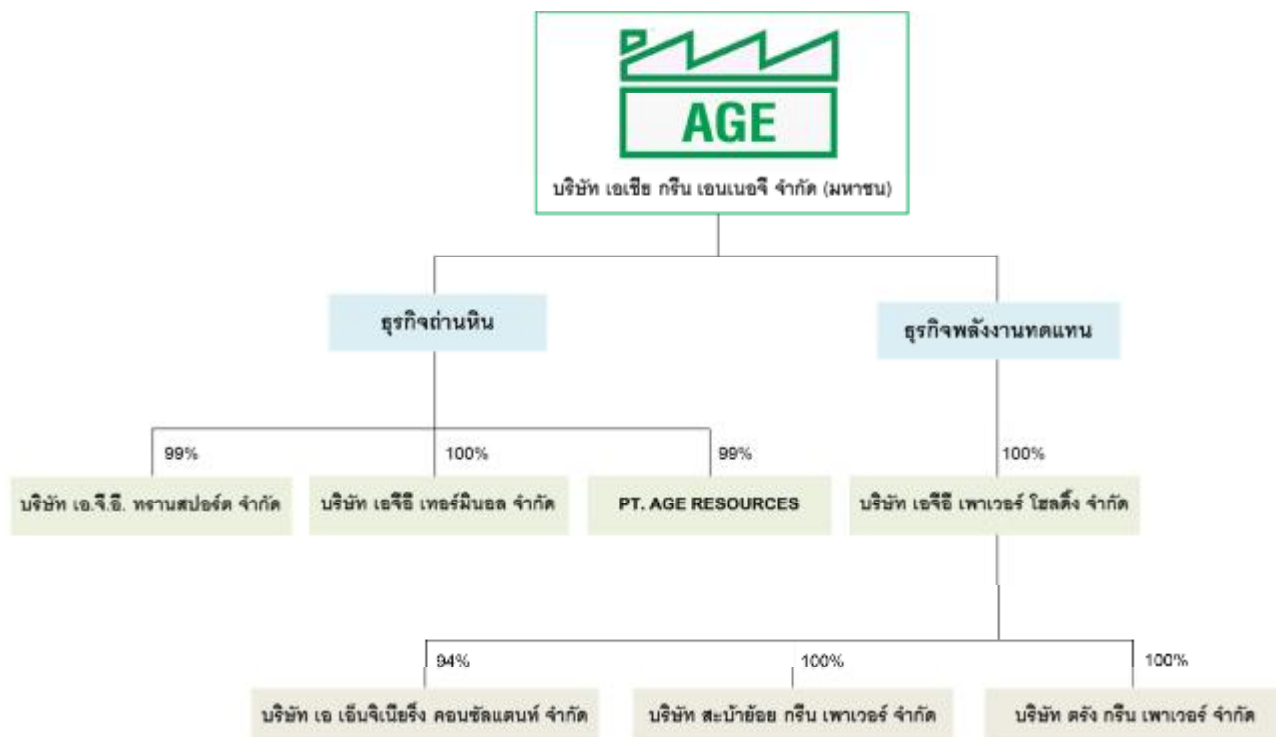 AGE
บริษัท เอเชีย กรีน เอนเนอจี จำกัด (มหาชน)
ธุรกิจถ่านหิน
ธุรกิจพลังงานทดแทน
99%
100%
99%
100%
บริษัท เอ.จี.อี. ทรานสปอร์ต จำกัด
บริษัท เอจีอี เทอร์มินอล จำกัด
PT. AGE RESOURCES
บริษัท เอจีอี เพาเวอร์ โฮลดิ้ง จำกัด
94%
100%
100%
บริษัท เอ เอ็นจิเนียริ่ง คอนซัลแตนท์ จำกัด
บริษัท สะบ้าย้อย กรีน เพาเวอร์ จำกัด
บริษัท ตรัง กรีน เพาเวอร์ จำกัด